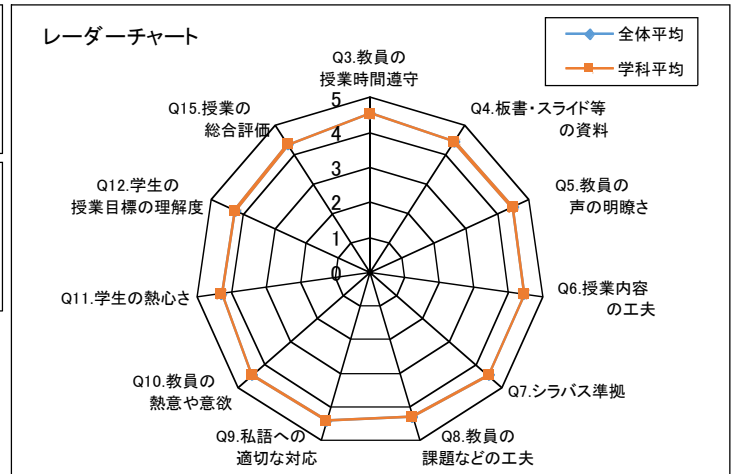 レーダーチャート
全体平均
学科平均
Q3.教員の
授業時間遵守
Q4.板書・スライド等
の資料
Q5.教員の
声の明瞭さ
Q6.授業内容
の工夫
Q7.シラバス準拠
Q8.教員の
課題などの工夫
Q9.私語への
適切な対応
Q10.教員の
熱意や意欲
Q11.学生の熱心さ
Q12.学生の
授業目標の理解度
Q15.授業の
総合評価
5
4
3
2
1
0